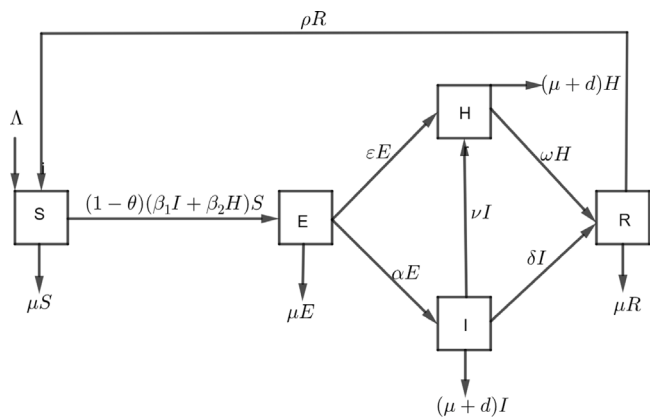 ρR
H
(μ + d)H
Λ
εE
ωH
S
(1 − θ)(β₁I + β₂H)S
E
νI
R
αE
δI
μS
μE
I
μR
(μ + d)I